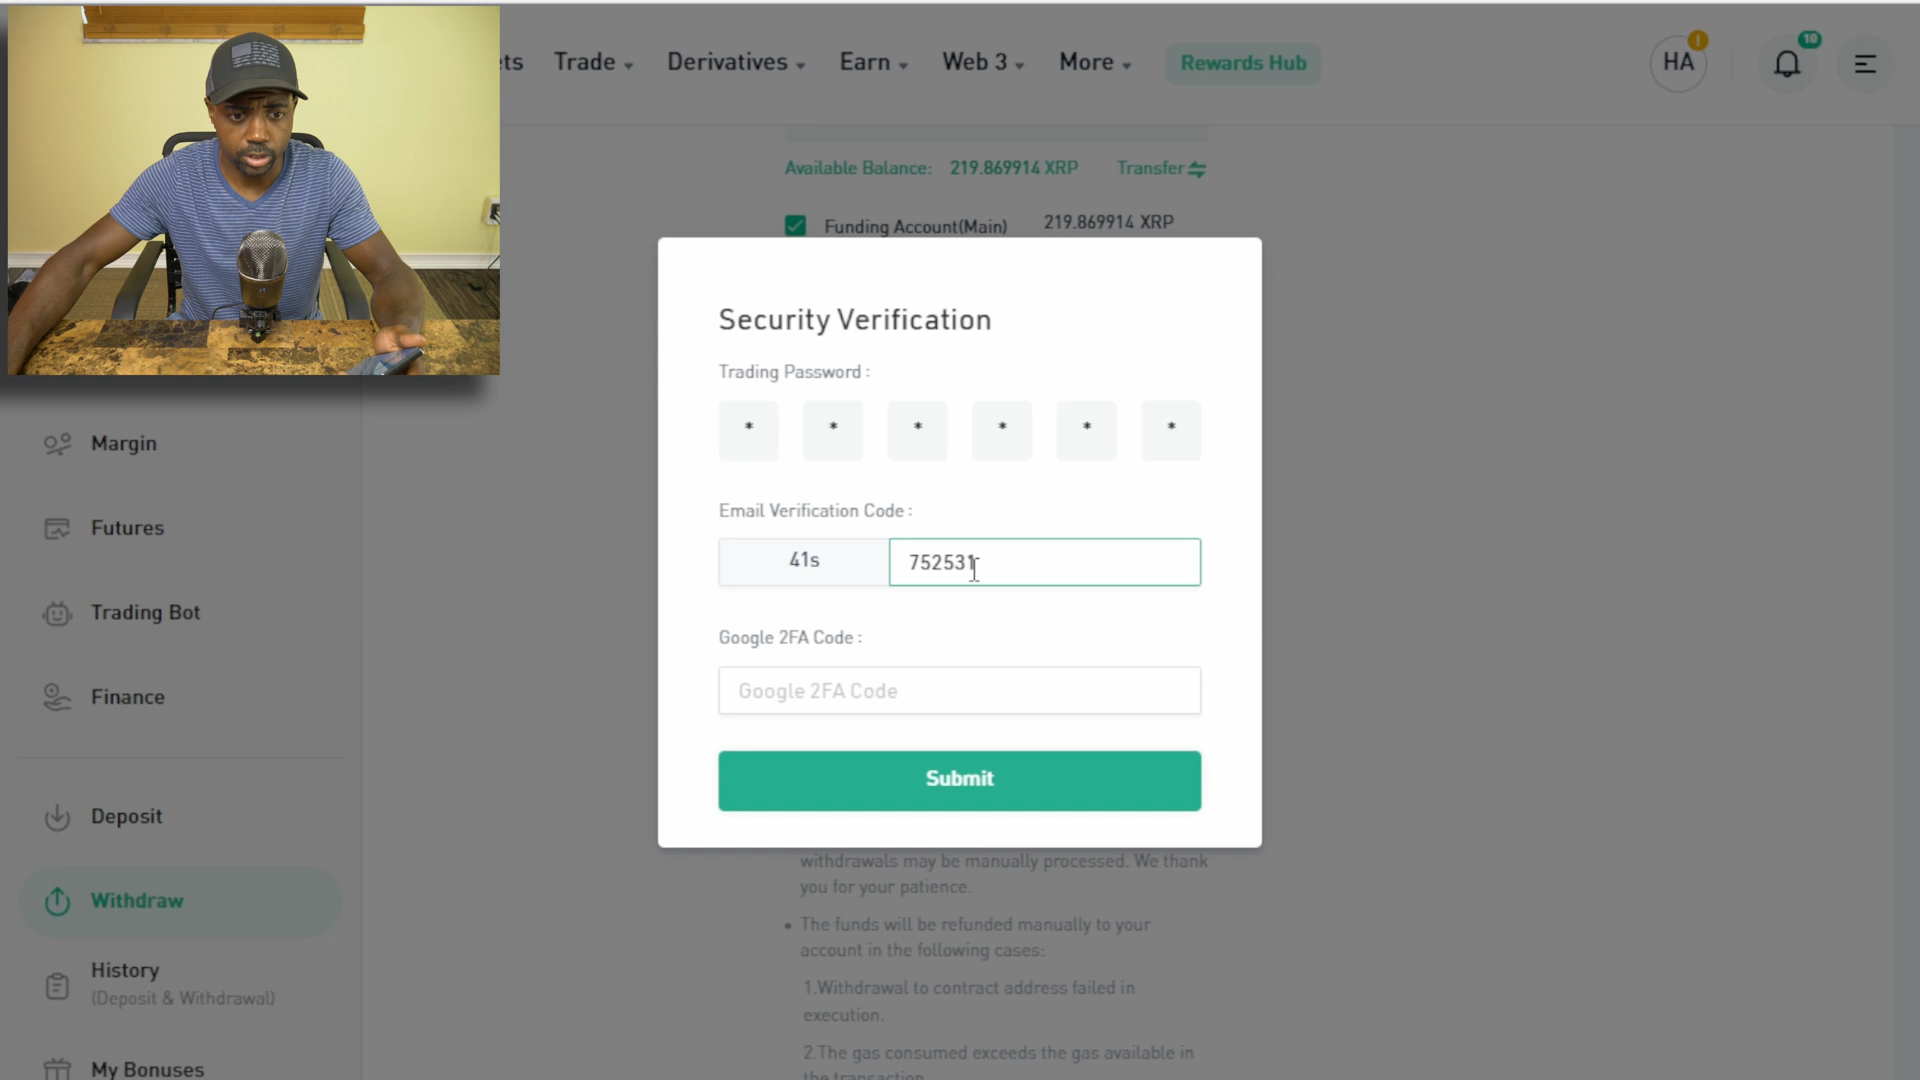 ts Trade Derivatives Earn Web 3 More Rewards Hub HA 10
Available Balance: 219.869914 XRP Transfer
Funding Account(Main) 219.869914 XRP
Security Verification
Trading Password :
* * * * * *
Email Verification Code :
41s 752531
Google 2FA Code :
Google 2FA Code
Submit
Margin
Futures
Trading Bot
Finance
Deposit
Withdraw
History
(Deposit & Withdrawal)
My Bonuses
withdrawals may be manually processed. We thank
you for your patience.
• The funds will be refunded manually to your
account in the following cases:
1.Withdrawal to contract address failed in
execution.
2.The gas consumed exceeds the gas available in
the transaction